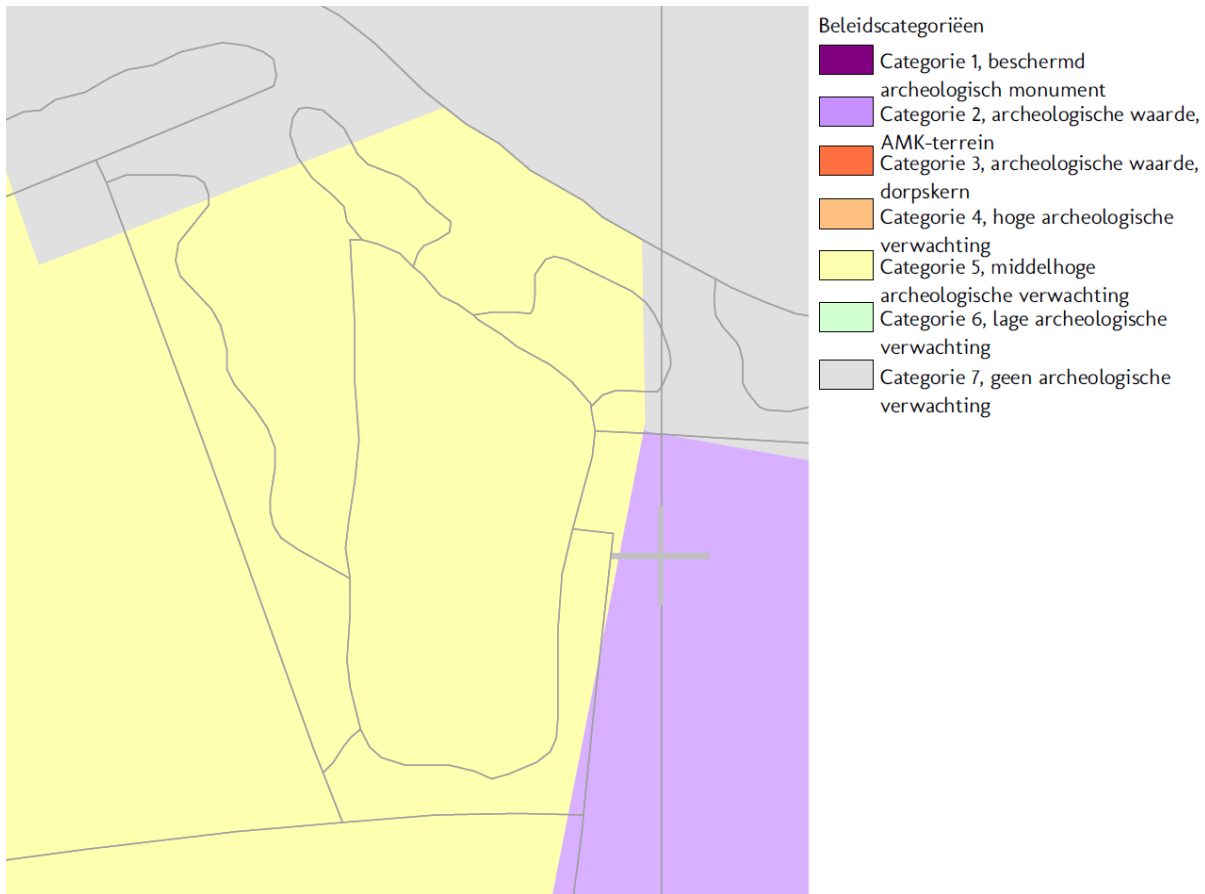 Beleidscategorieën
Categorie 1, beschermd
archeologisch monument
Categorie 2, archeologische waarde,
AMK-terrein
Categorie 3, archeologische waarde,
dorpskern
Categorie 4, hoge archeologische
verwachting
Categorie 5, middelhoge
archeologische verwachting
Categorie 6, lage archeologische
verwachting
Categorie 7, geen archeologische
verwachting